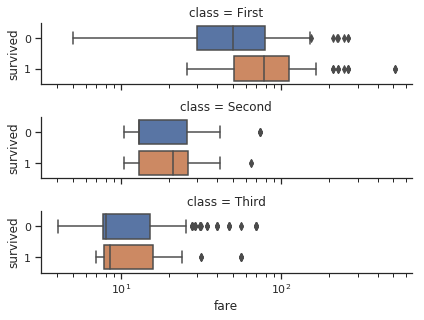 class = First
survived
0
1
class = Second
survived
0
1
class = Third
survived
0
1
10¹ 10²
fare